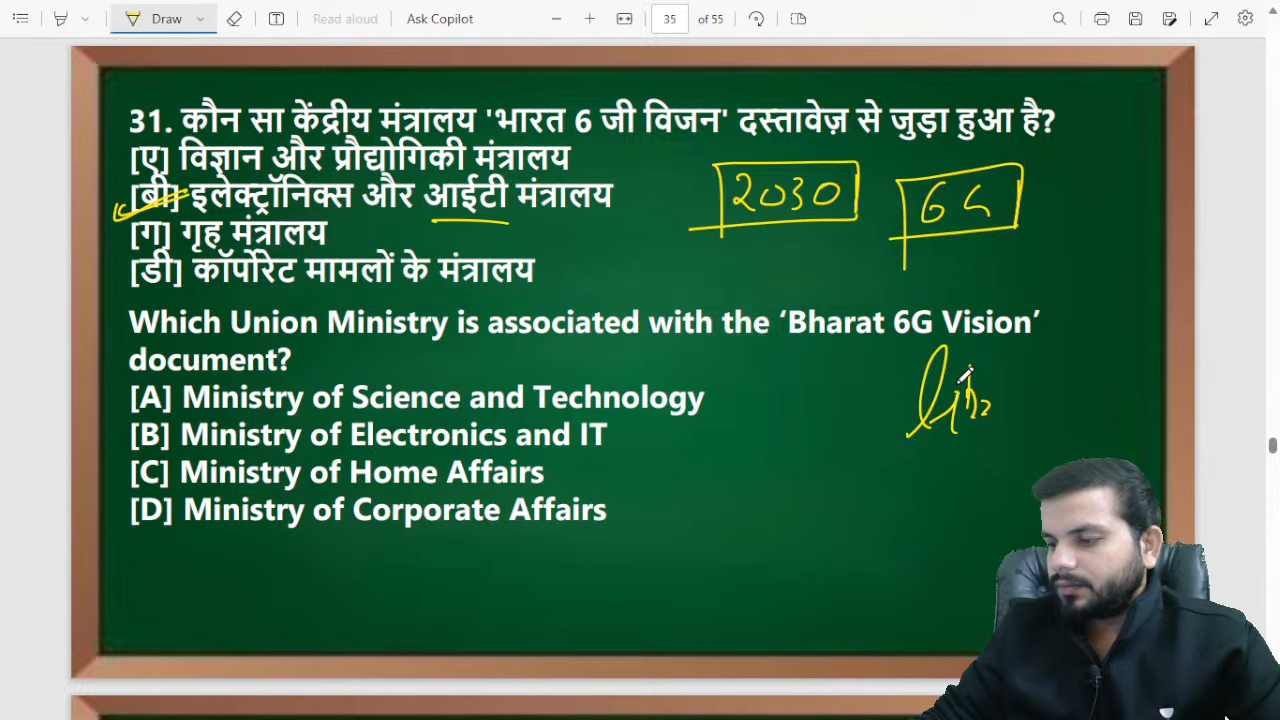 Draw
Read aloud
Ask Copilot
35
of 55
31. कौन सा केंद्रीय मंत्रालय 'भारत 6 जी विजन' दस्तावेज़ से जुड़ा हुआ है?
[ए] विज्ञान और प्रौद्योगिकी मंत्रालय
[बी] इलेक्ट्रॉनिक्स और आईटी मंत्रालय
[ग] गृह मंत्रालय
[डी] कॉर्पोरेट मामलों के मंत्रालय
2030
6G
Which Union Ministry is associated with the ‘Bharat 6G Vision’
document?
[A] Ministry of Science and Technology
[B] Ministry of Electronics and IT
[C] Ministry of Home Affairs
[D] Ministry of Corporate Affairs